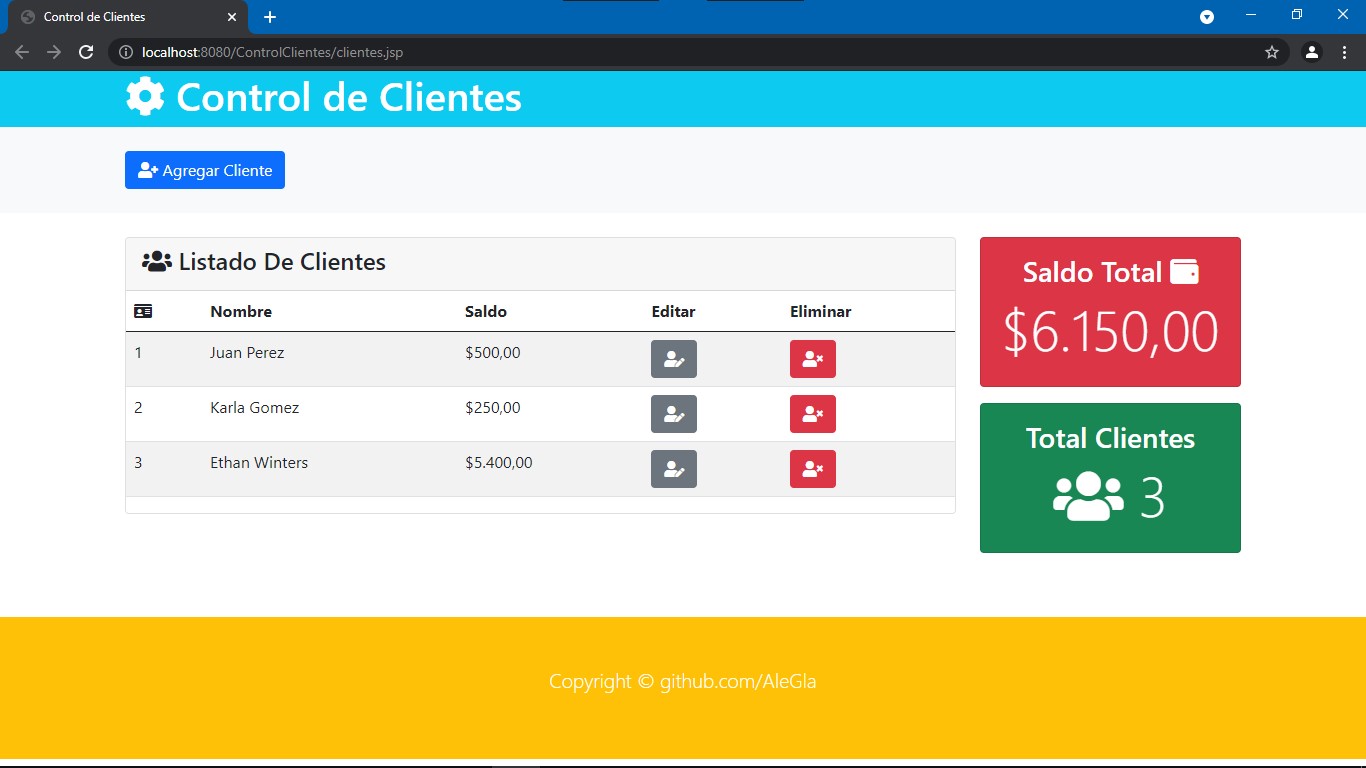 Control de Clientes
localhost:8080/ControlClientes/clientes.jsp
Control de Clientes
Agregar Cliente
Listado De Clientes
Nombre Saldo Editar Eliminar
1 Juan Perez $500,00
2 Karla Gomez $250,00
3 Ethan Winters $5.400,00
Saldo Total
$6.150,00
Total Clientes
3
Copyright © github.com/AleGla